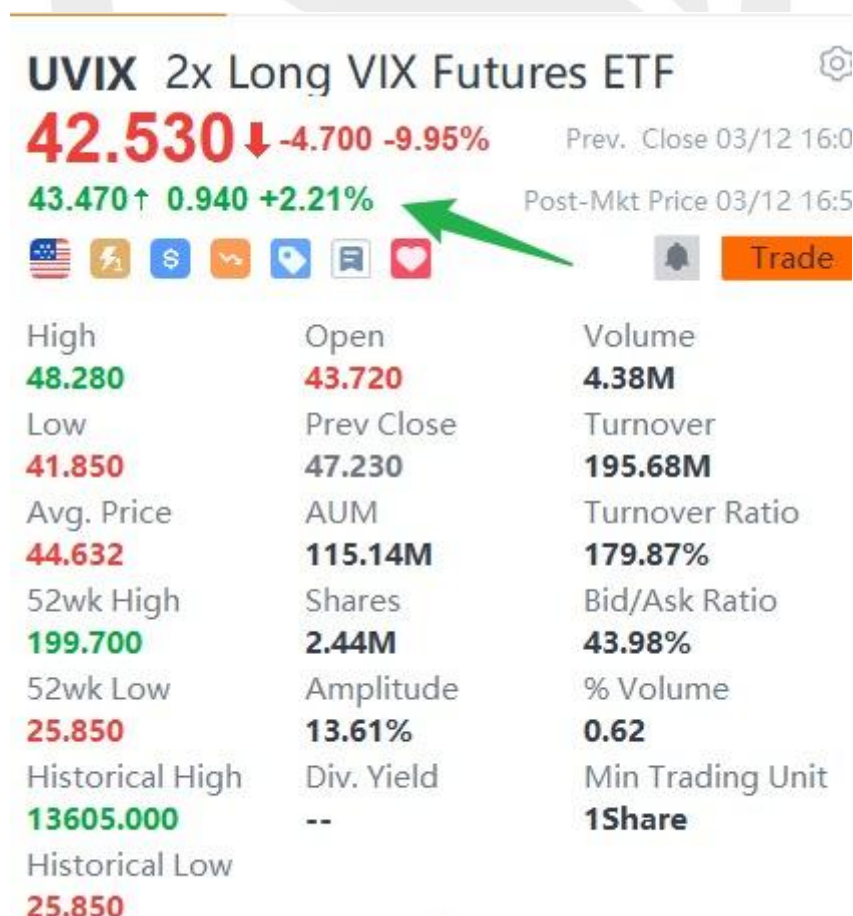 UVIX 2x Long VIX Futures ETF
42.530 -4.700 -9.95% Prev. Close 03/12 16:0
43.470↑ 0.940 +2.21% Post-Mkt Price 03/12 16:5
Trade
High Open Volume
48.280 43.720 4.38M
Low Prev Close Turnover
41.850 47.230 195.68M
Avg. Price AUM Turnover Ratio
44.632 115.14M 179.87%
52wk High Shares Bid/Ask Ratio
199.700 2.44M 43.98%
52wk Low Amplitude % Volume
25.850 13.61% 0.62
Historical High Div. Yield Min Trading Unit
13605.000 -- 1Share
Historical Low
25.850